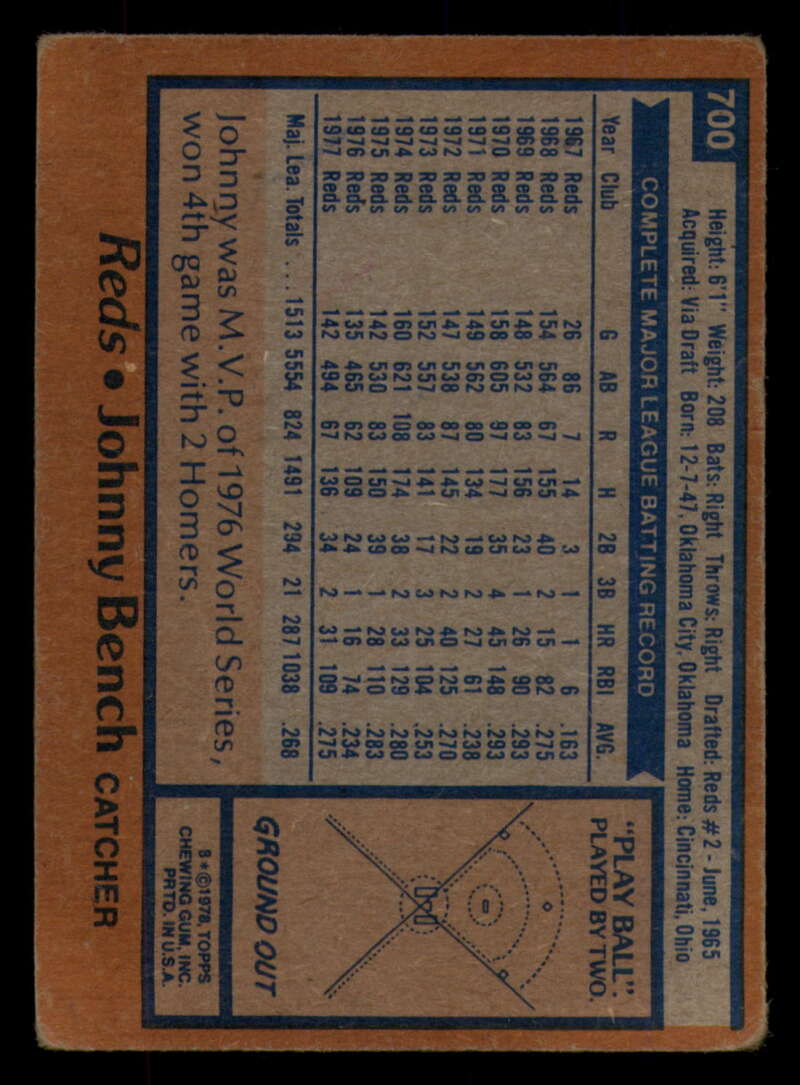 700
Height: 6'1" Weight: 208 Bats: Right Throws: Right Drafted: Reds #2 - June, 1965
Acquired: Via Draft Born: 12-7-47, Oklahoma City, Oklahoma Home: Cincinnati, Ohio
COMPLETE MAJOR LEAGUE BATTING RECORD
Year Club G AB R H 2B 3B HR RBI AVG.
1967 Reds 26 86 7 14 3 1 1 6 .163
1968 Reds 154 564 67 155 40 2 15 82 .275
1969 Reds 148 532 83 156 23 1 26 90 .293
1970 Reds 158 605 97 177 35 4 45 148 .293
1971 Reds 149 562 80 134 19 2 27 61 .238
1972 Reds 147 538 87 145 22 2 40 125 .270
1973 Reds 152 557 83 141 17 3 25 104 .253
1974 Reds 160 621 108 174 38 2 33 129 .280
1975 Reds 142 530 83 150 39 1 28 110 .283
1976 Reds 135 465 62 109 24 1 16 74 .234
1977 Reds 142 494 67 136 34 2 31 109 .275
Maj. Lea. Totals ... 1513 5554 824 1491 294 21 287 1038 .268
Johnny was M.V.P. of 1976 World Series,
won 4th game with 2 Homers.
Reds • Johnny Bench CATCHER
"PLAY BALL".
PLAYED BY TWO.
GROUND OUT
8*©1978, TOPPS
CHEWING GUM, INC.
PRTD. IN U.S.A.